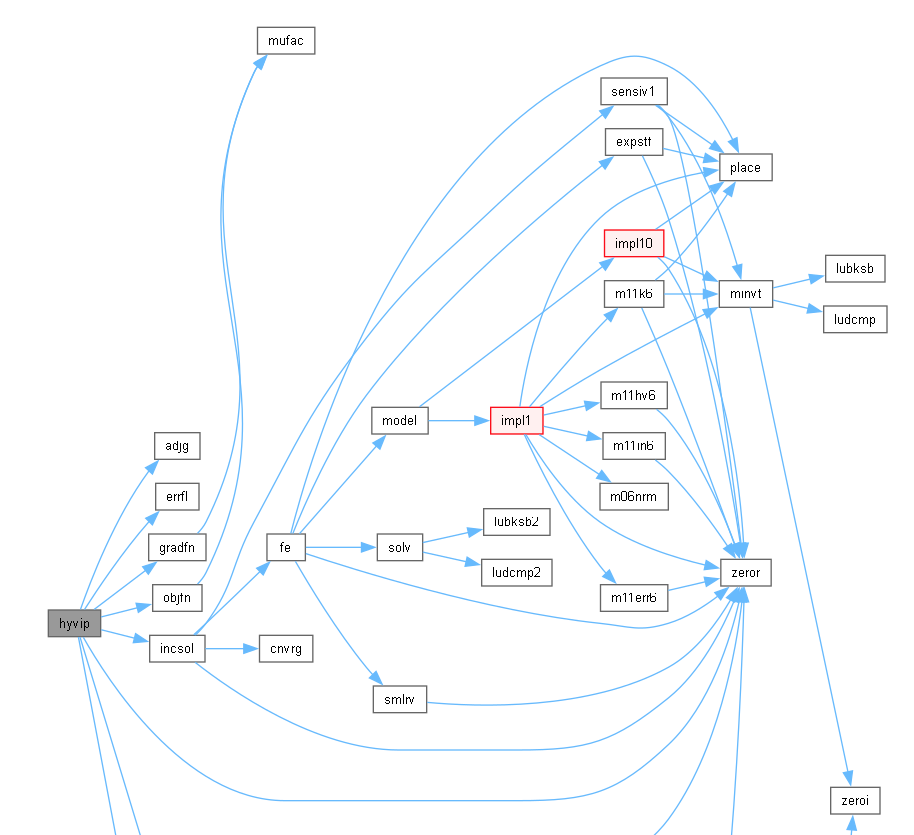 mufac
sensiv1
expstt
place
impl10
lubksb
m11k6
minvt
ludcmp
m11hv6
model
impl1
adjg
m11in6
errfl
m06nrm
lubksb2
gradfn
fe
solv
ludcmp2
zeror
objfn
m11err6
hyvip
incsol
cnvrg
smlrv
zeroi